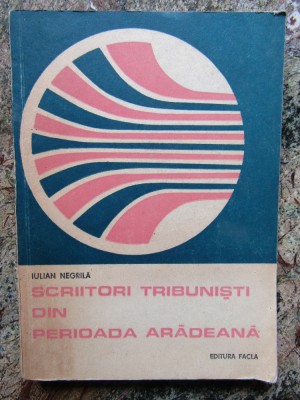 IULIAN NEGRILĂ
SCRIITORI TRIBUNIȘTI
DIN
PERIOADA ARĂDEANĂ
EDITURA FACLA